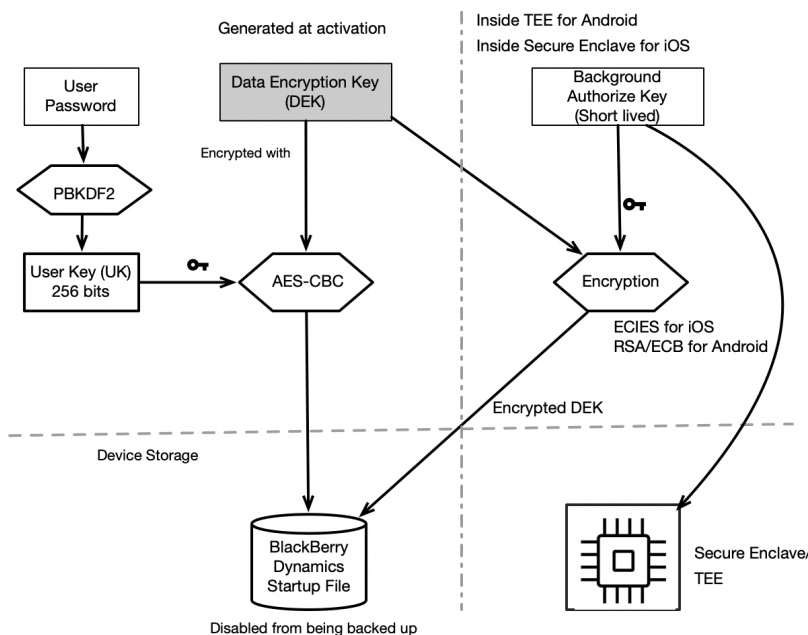 Generated at activation
Inside TEE for Android
Inside Secure Enclave for iOS
User
Password
Data Encryption Key
(DEK)
Background
Authorize Key
(Short lived)
Encrypted with
PBKDF2
User Key (UK)
256 bits
AES-CBC
Encryption
ECIES for iOS
RSA/ECB for Android
Encrypted DEK
Device Storage
BlackBerry
Dynamics
Startup File
Secure Enclave/
TEE
Disabled from being backed up